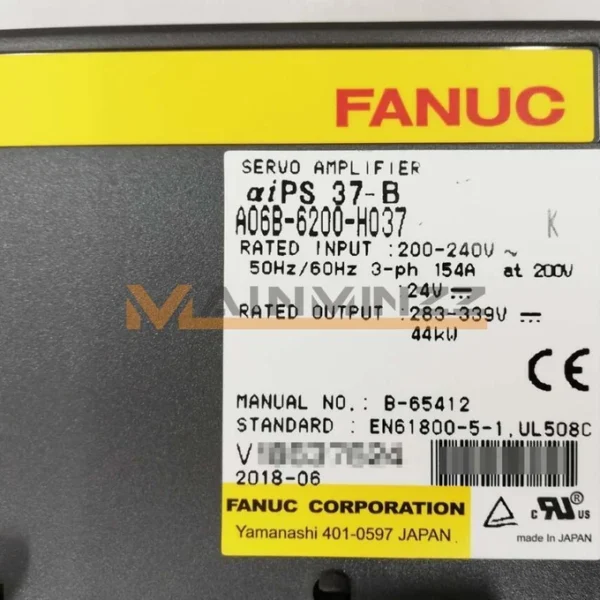 FANUC
SERVO AMPLIFIER
αiPS 37-B
A06B-6200-H037 K
RATED INPUT :200-240V ~
50Hz/60Hz 3-ph 154A at 200V
:24V ⎓
RATED OUTPUT :283-339V ⎓
44kW
CE
MANUAL NO.: B-65412
STANDARD : EN61800-5-1,UL508C
V
2018-06
FANUC CORPORATION
Yamanashi 401-0597 JAPAN
c RU ® US
made In JAPAN